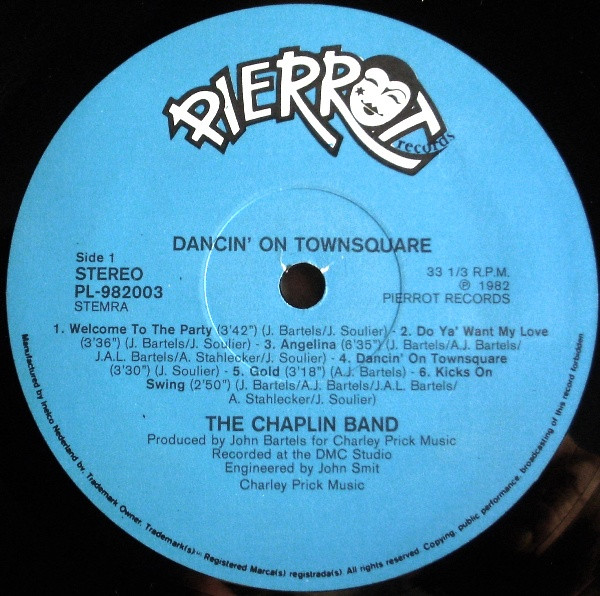 PIERROT
records
DANCIN' ON TOWNSQUARE
Side 1
STEREO
PL-982003
STEMRA
33 1/3 R.P.M.
℗ 1982
PIERROT RECORDS
1. Welcome To The Party (3'42") (J. Bartels/J. Soulier) - 2. Do Ya' Want My Love
(3'36") (J. Bartels/J. Soulier) - 3. Angelina (6'35") (J. Bartels/A.J. Bartels/
J.A.L. Bartels/A. Stahlecker/J. Soulier) - 4. Dancin' On Townsquare
(3'30") (J. Soulier) - 5. Gold (3'18") (A.J. Bartels) - 6. Kicks On
Swing (2'50") (J. Bartels/A.J. Bartels/J.A.L. Bartels/
A. Stahlecker/J. Soulier)
THE CHAPLIN BAND
Produced by John Bartels for Charley Prick Music
Recorded at the DMC Studio
Engineered by John Smit
Charley Prick Music
Manufactured by Inelco Nederland bv. Trademark Owner. Trademark(s)-Registered Marca(s) registrada(s). All rights reserved. Copying, public performance, broadcasting of this record forbidden